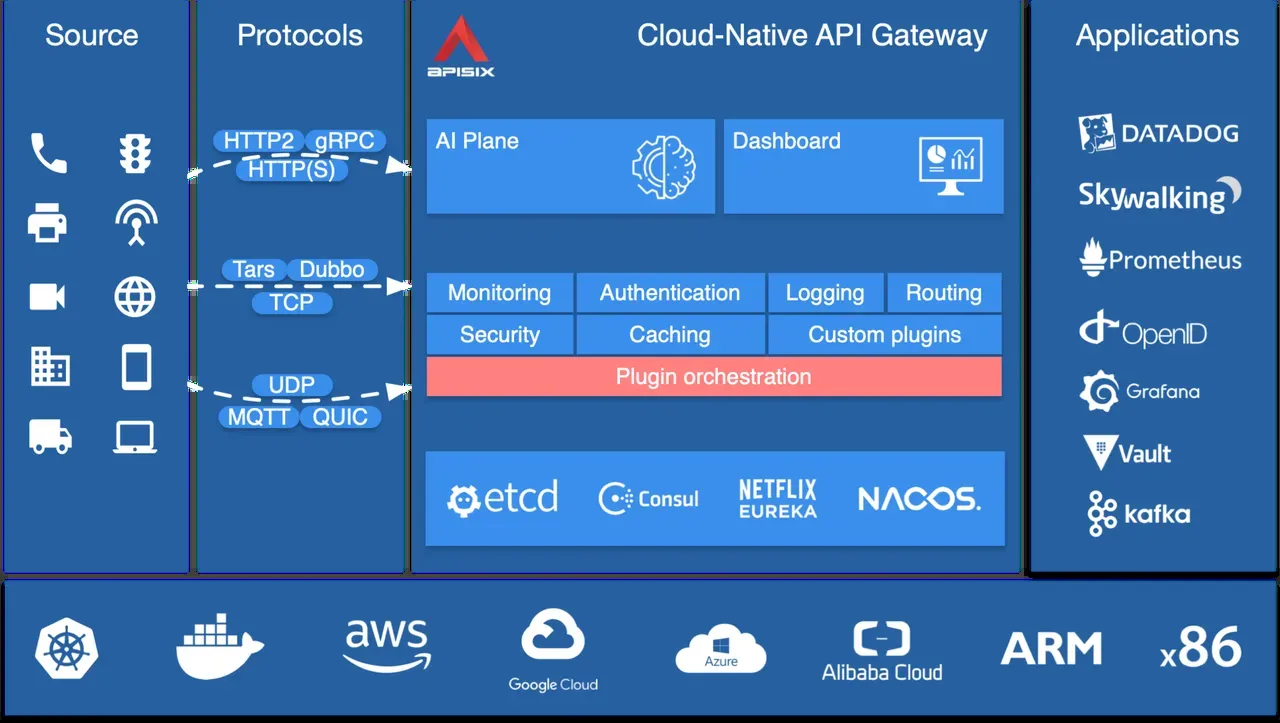 Source
Protocols
HTTP2 gRPC
HTTP(S)
Tars Dubbo
TCP
UDP
MQTT QUIC
APISIX
Cloud-Native API Gateway
AI Plane
Dashboard
Monitoring Authentication Logging Routing
Security Caching Custom plugins
Plugin orchestration
etcd Consul NETFLIX EUREKA NACOS.
Applications
DATADOG
Skywalking
Prometheus
OpenID
Grafana
Vault
kafka
aws
Google Cloud
Azure
Alibaba Cloud
ARM
x86